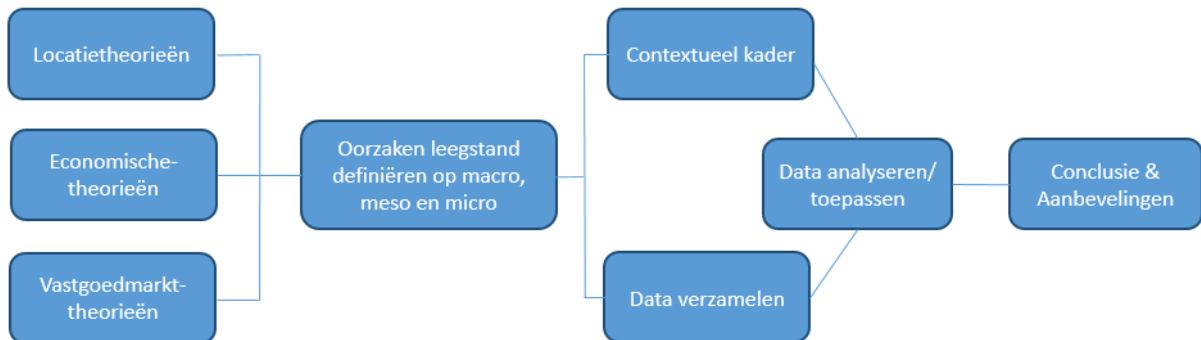 Locatietheorieën
Economische-
theorieën
Vastgoedmarkt-
theorieën
Oorzaken leegstand
definiëren op macro,
meso en micro
Contextueel kader
Data verzamelen
Data analyseren/
toepassen
Conclusie &
Aanbevelingen